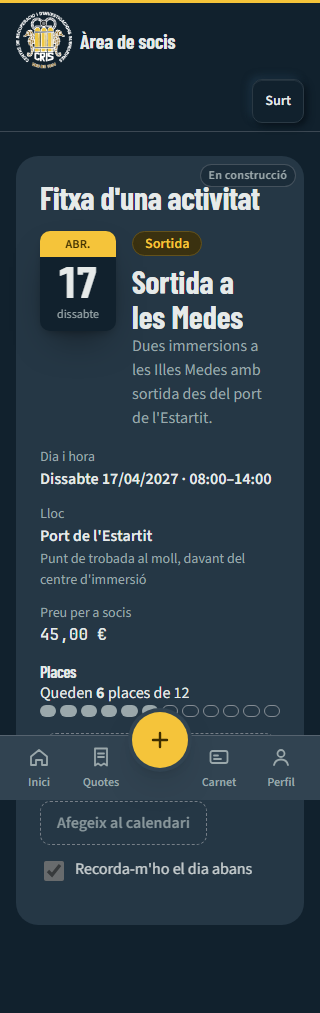 CRIS
Àrea de socis
Surt
En construcció
Fitxa d'una activitat
ABR.
17
dissabte
Sortida
Sortida a
les Medes
Dues immersions a
les Illes Medes amb
sortida des del port
de l'Estartit.
Dia i hora
Dissabte 17/04/2027 · 08:00–14:00
Lloc
Port de l'Estartit
Punt de trobada al moll, davant del
centre d'immersió
Preu per a socis
45,00 €
Places
Queden 6 places de 12
Inici
Quotes
Carnet
Perfil
Afegeix al calendari
Recorda-m'ho el dia abans